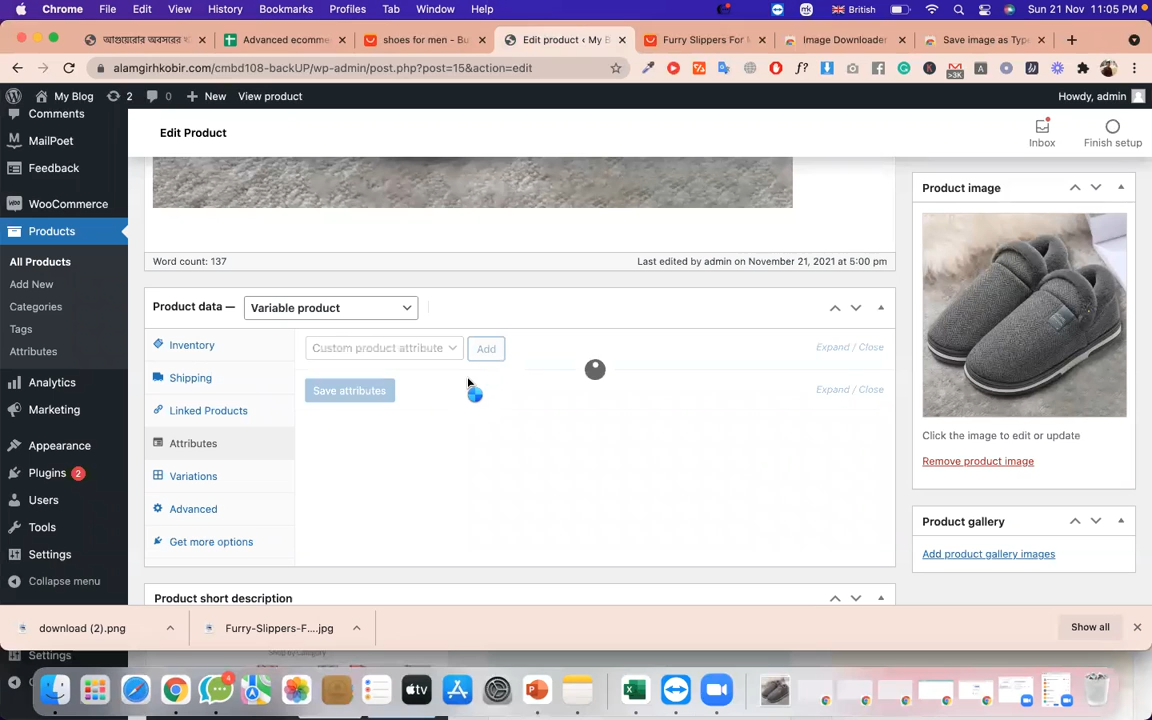 Chrome File Edit View History Bookmarks Profiles Tab Window Help British Sun 21 Nov 11:05 PM
আগুয়েরোর অবসরের খ Advanced ecomme shoes for men - Bu Edit product ‹ My B Furry Slippers For Image Downloader Save image as Type
alamgirhkobir.com/cmbd108-backUP/wp-admin/post.php?post=15&action=edit
My Blog 2 0 New View product Howdy, admin
Comments
MailPoet
Feedback
WooCommerce
Products
All Products
Add New
Categories
Tags
Attributes
Analytics
Marketing
Appearance
Plugins 2
Users
Tools
Settings
Collapse menu
Settings
Edit Product
Inbox
Finish setup
Word count: 137 Last edited by admin on November 21, 2021 at 5:00 pm
Product data — Variable product
Inventory
Shipping
Linked Products
Attributes
Variations
Advanced
Get more options
Custom product attribute Add Expand / Close
Save attributes Expand / Close
Product short description
Product image
Click the image to edit or update
Remove product image
Product gallery
Add product gallery images
download (2).png Furry-Slippers-F....jpg Show all
4
tv